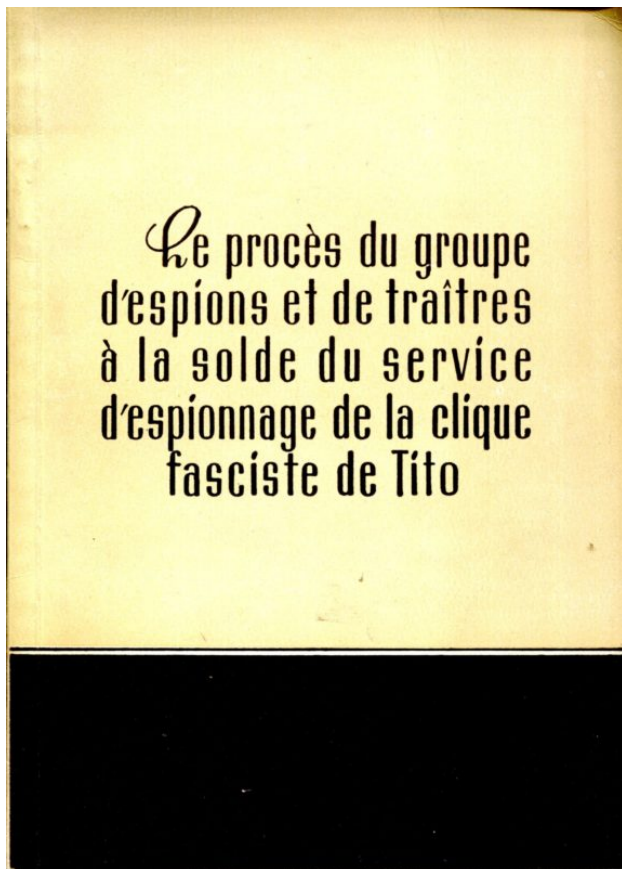 Le procès du groupe
d'espions et de traîtres
à la solde du service
d'espionnage de la clique
fasciste de Tito